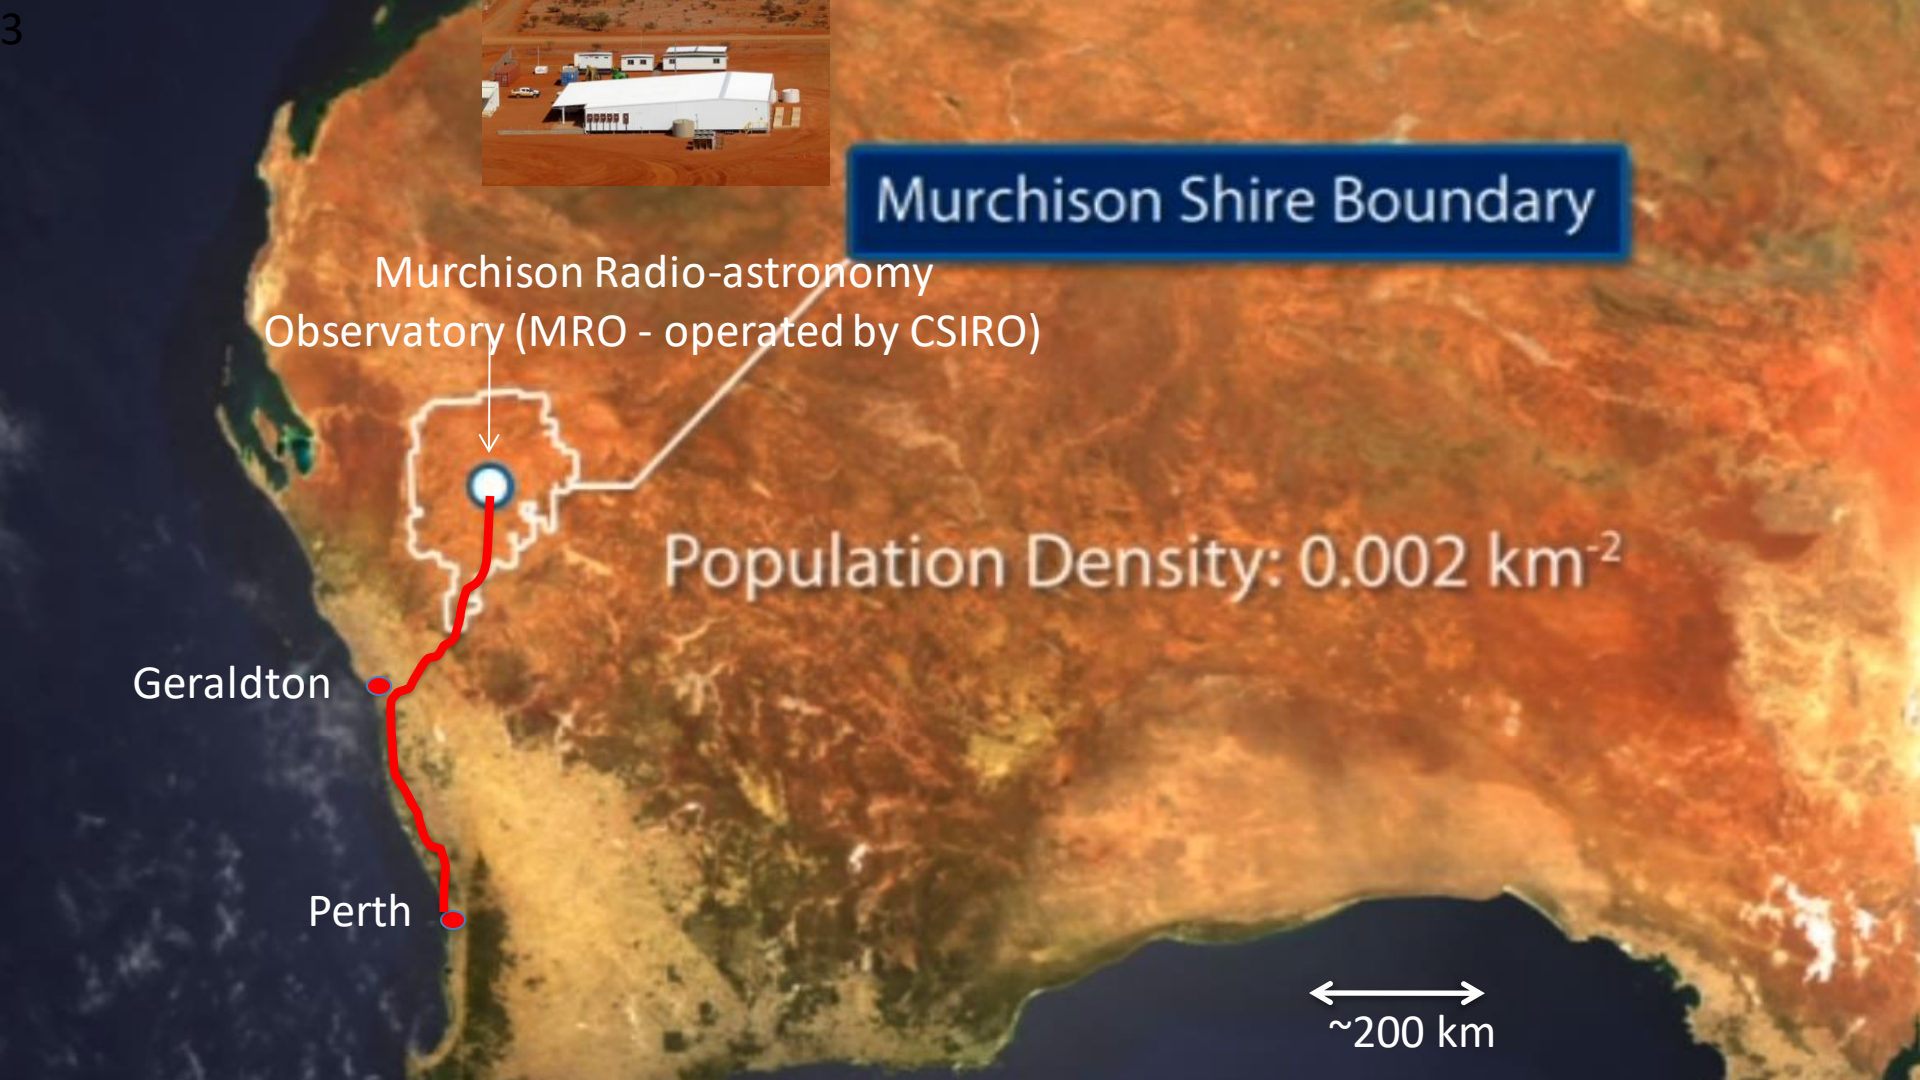 3
Murchison Shire Boundary
Murchison Radio-astronomy
Observatory (MRO - operated by CSIRO)
Population Density: 0.002 km⁻²
Geraldton
Perth
~200 km